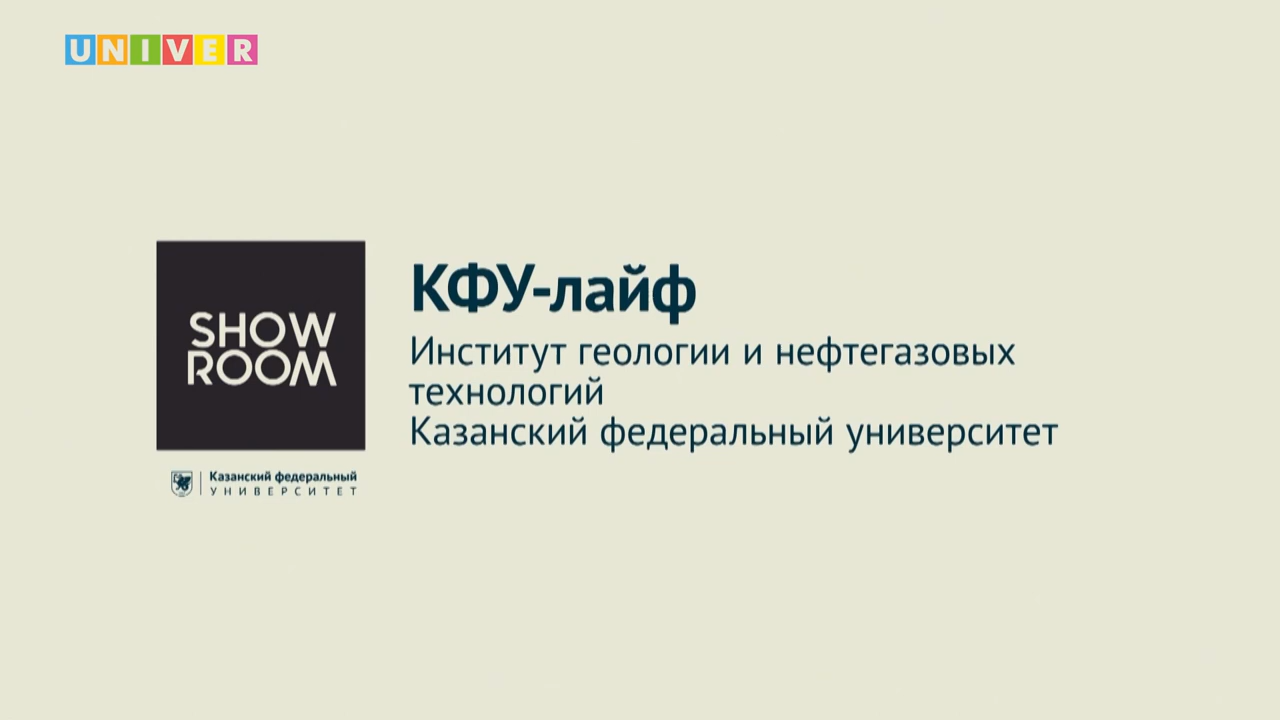 UNIVER
SHOW
ROOM
КФУ-лайф
Институт геологии и нефтегазовых
технологий
Казанский федеральный университет
Казанский федеральный
УНИВЕРСИТЕТ